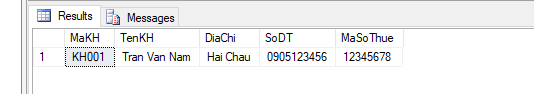 Results Messages
MaKH TenKH DiaChi SoDT MaSoThue
1 KH001 Tran Van Nam Hai Chau 0905123456 12345678